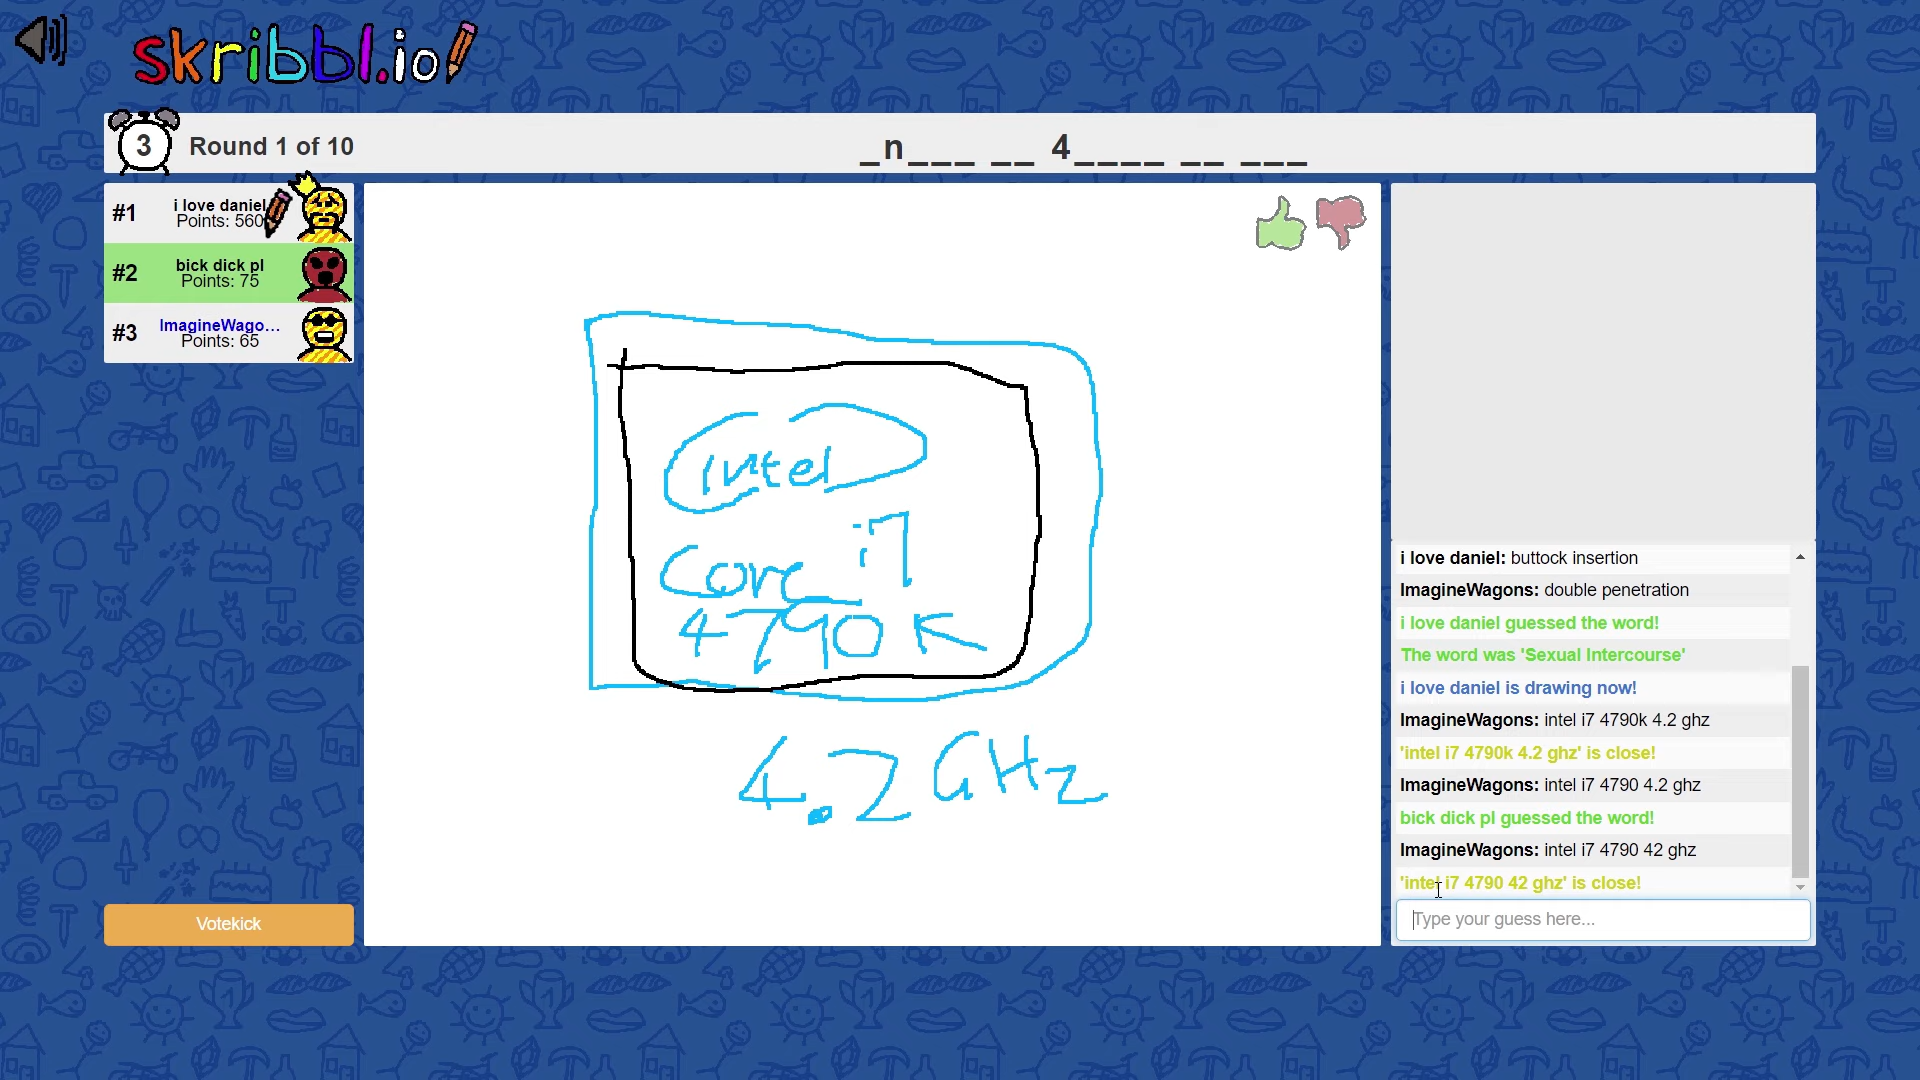 skribbl.io
3
Round 1 of 10
_n___ __ 4____ __ ___
#1
i love daniel
Points: 560
#2
bick dick pl
Points: 75
#3
ImagineWago...
Points: 65
intel
Core i7
4790K
4.2 GHz
i love daniel: buttock insertion
ImagineWagons: double penetration
i love daniel guessed the word!
The word was 'Sexual Intercourse'
i love daniel is drawing now!
ImagineWagons: intel i7 4790k 4.2 ghz
'intel i7 4790k 4.2 ghz' is close!
ImagineWagons: intel i7 4790 4.2 ghz
bick dick pl guessed the word!
ImagineWagons: intel i7 4790 42 ghz
'intel i7 4790 42 ghz' is close!
Type your guess here...
Votekick